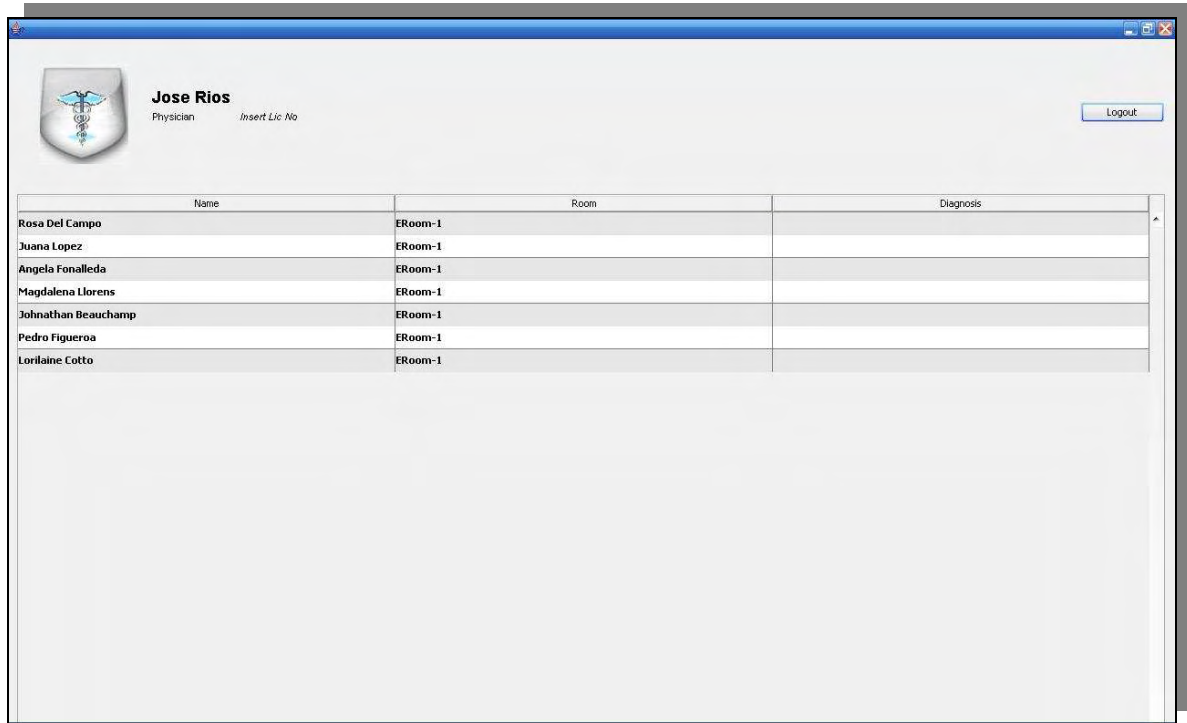 Jose Rios
Physician Insert Lic No
Logout
Name Room Diagnosis
Rosa Del Campo ERoom-1
Juana Lopez ERoom-1
Angela Fonalleda ERoom-1
Magdalena Llorens ERoom-1
Johnathan Beauchamp ERoom-1
Pedro Figueroa ERoom-1
Lorilaine Cotto ERoom-1